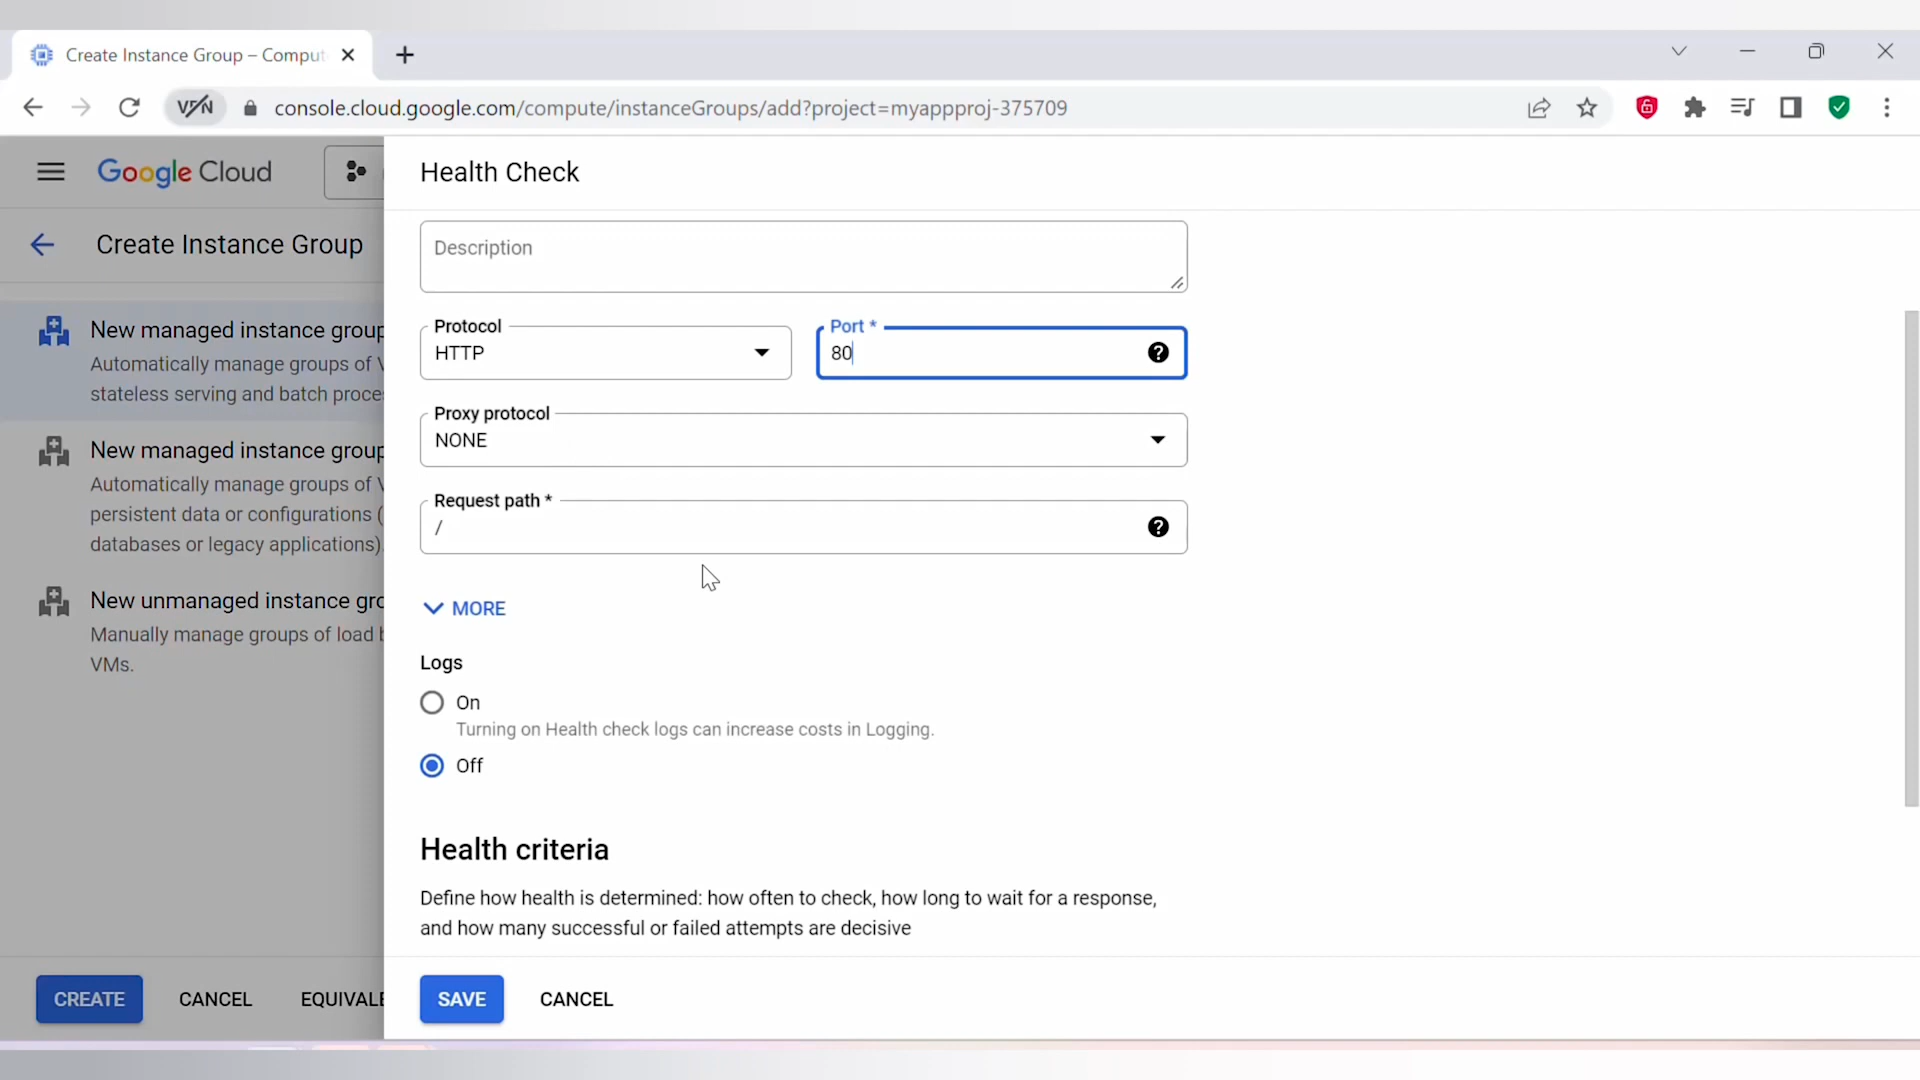 Create Instance Group – Comput
VPN
console.cloud.google.com/compute/instanceGroups/add?project=myappproj-375709
Google Cloud
Create Instance Group
New managed instance group
Automatically manage groups of V
stateless serving and batch proce
New managed instance group
Automatically manage groups of V
persistent data or configurations (
databases or legacy applications).
New unmanaged instance gro
Manually manage groups of load b
VMs.
CREATE
CANCEL
EQUIVALE
Health Check
Description
Protocol
HTTP
Port *
80
Proxy protocol
NONE
Request path *
/
MORE
Logs
On
Turning on Health check logs can increase costs in Logging.
Off
Health criteria
Define how health is determined: how often to check, how long to wait for a response,
and how many successful or failed attempts are decisive
SAVE
CANCEL